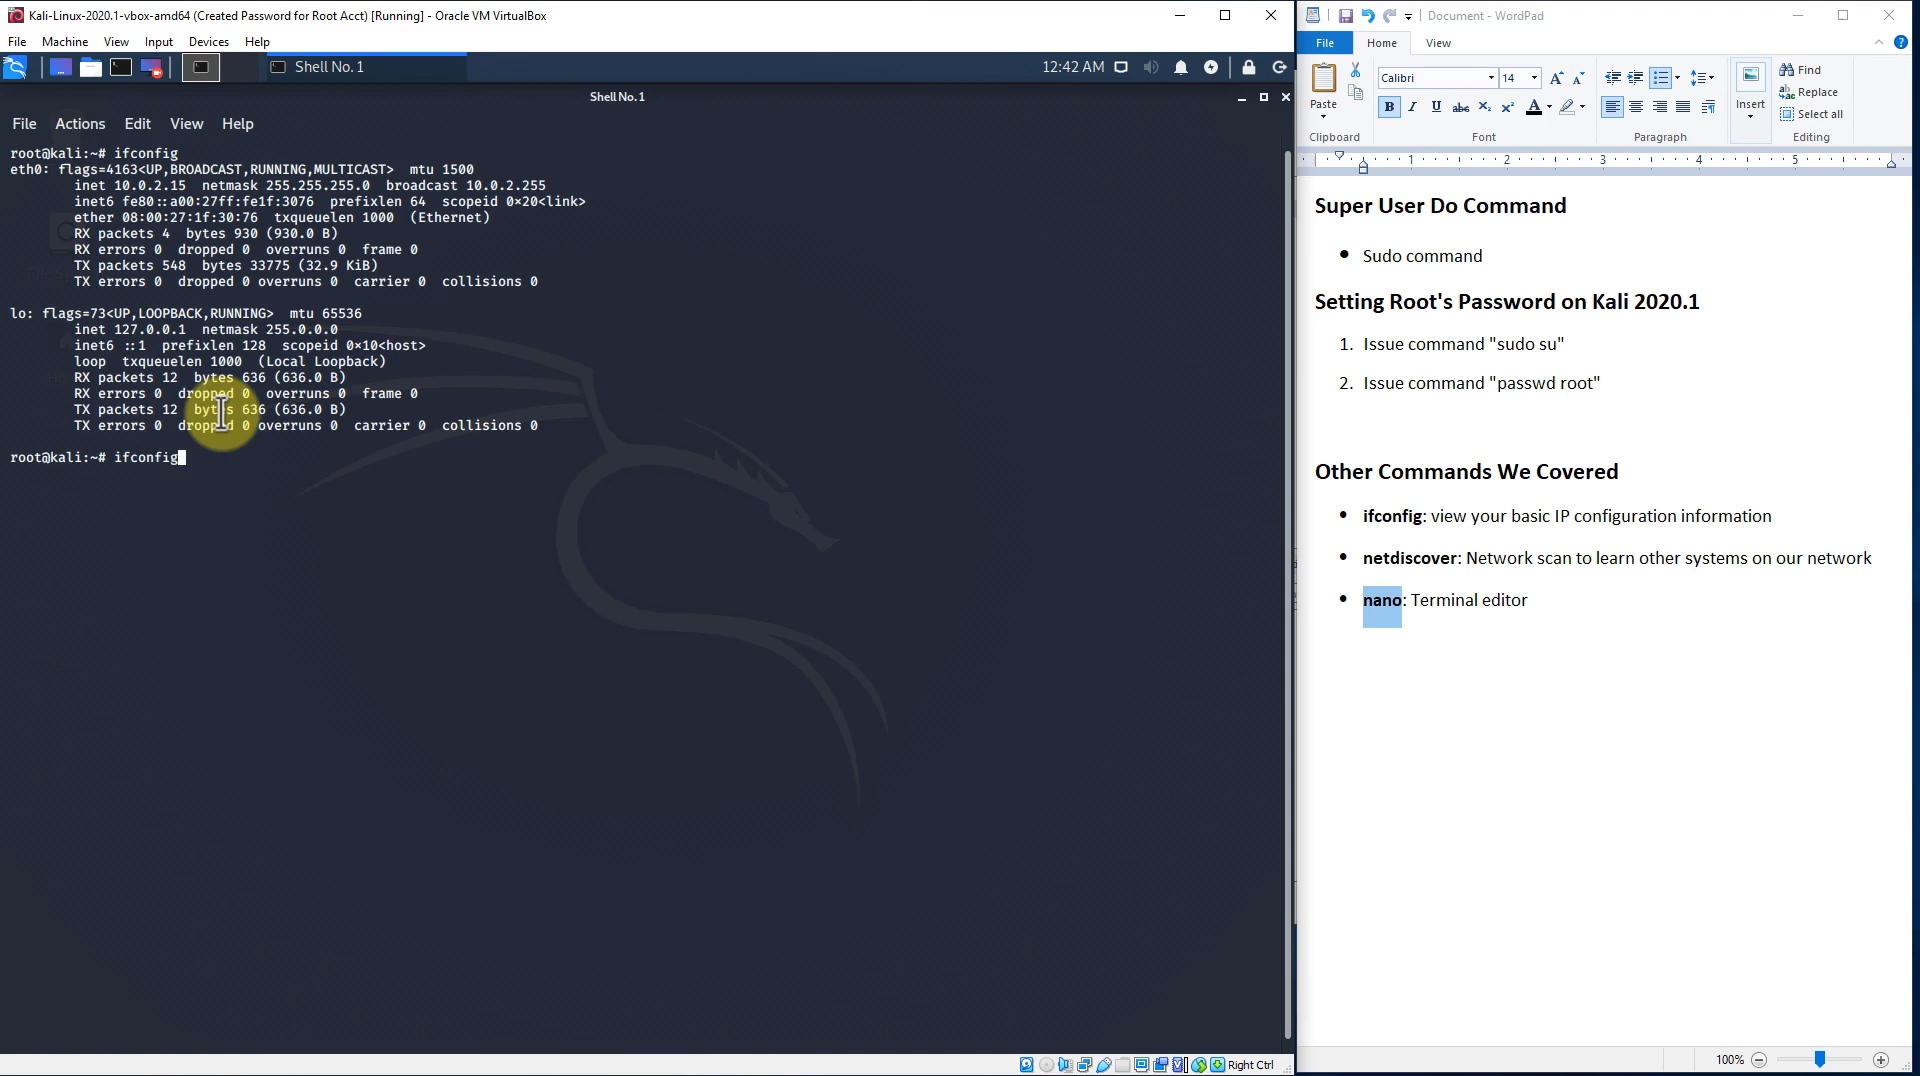 Kali-Linux-2020.1-vbox-amd64 (Created Password for Root Acct) [Running] - Oracle VM VirtualBox
File Machine View Input Devices Help
Shell No. 1
12:42 AM
Shell No. 1
File Actions Edit View Help
root@kali:~# ifconfig
eth0: flags=4163<UP,BROADCAST,RUNNING,MULTICAST>  mtu 1500
inet 10.0.2.15  netmask 255.255.255.0  broadcast 10.0.2.255
inet6 fe80::a00:27ff:fe1f:3076  prefixlen 64  scopeid 0×20<link>
ether 08:00:27:1f:30:76  txqueuelen 1000  (Ethernet)
RX packets 4  bytes 930 (930.0 B)
RX errors 0  dropped 0  overruns 0  frame 0
TX packets 548  bytes 33775 (32.9 KiB)
TX errors 0  dropped 0 overruns 0  carrier 0  collisions 0
lo: flags=73<UP,LOOPBACK,RUNNING>  mtu 65536
inet 127.0.0.1  netmask 255.0.0.0
inet6 ::1  prefixlen 128  scopeid 0×10<host>
loop  txqueuelen 1000  (Local Loopback)
RX packets 12  bytes 636 (636.0 B)
RX errors 0  dropped 0  overruns 0  frame 0
TX packets 12  bytes 636 (636.0 B)
TX errors 0  dropped 0 overruns 0  carrier 0  collisions 0
root@kali:~# ifconfig
Right Ctrl
Document - WordPad
File Home View
Paste
Calibri 14
B I U abc X₂ X² A
Insert
Find
Replace
Select all
Clipboard Font Paragraph Editing
1 2 3 4 5
Super User Do Command
• Sudo command
Setting Root's Password on Kali 2020.1
1. Issue command "sudo su"
2. Issue command "passwd root"
Other Commands We Covered
• ifconfig: view your basic IP configuration information
• netdiscover: Network scan to learn other systems on our network
• nano: Terminal editor
100%